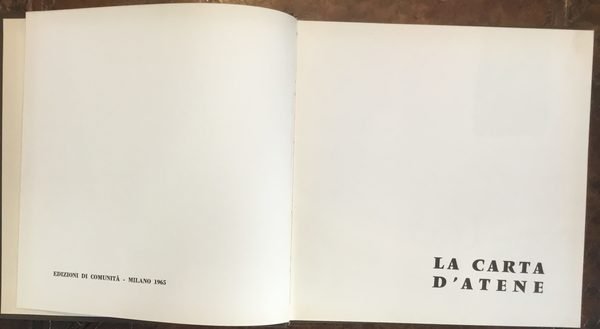 EDIZIONI DI COMUNITÀ - MILANO 1965
LA CARTA
D'ATENE